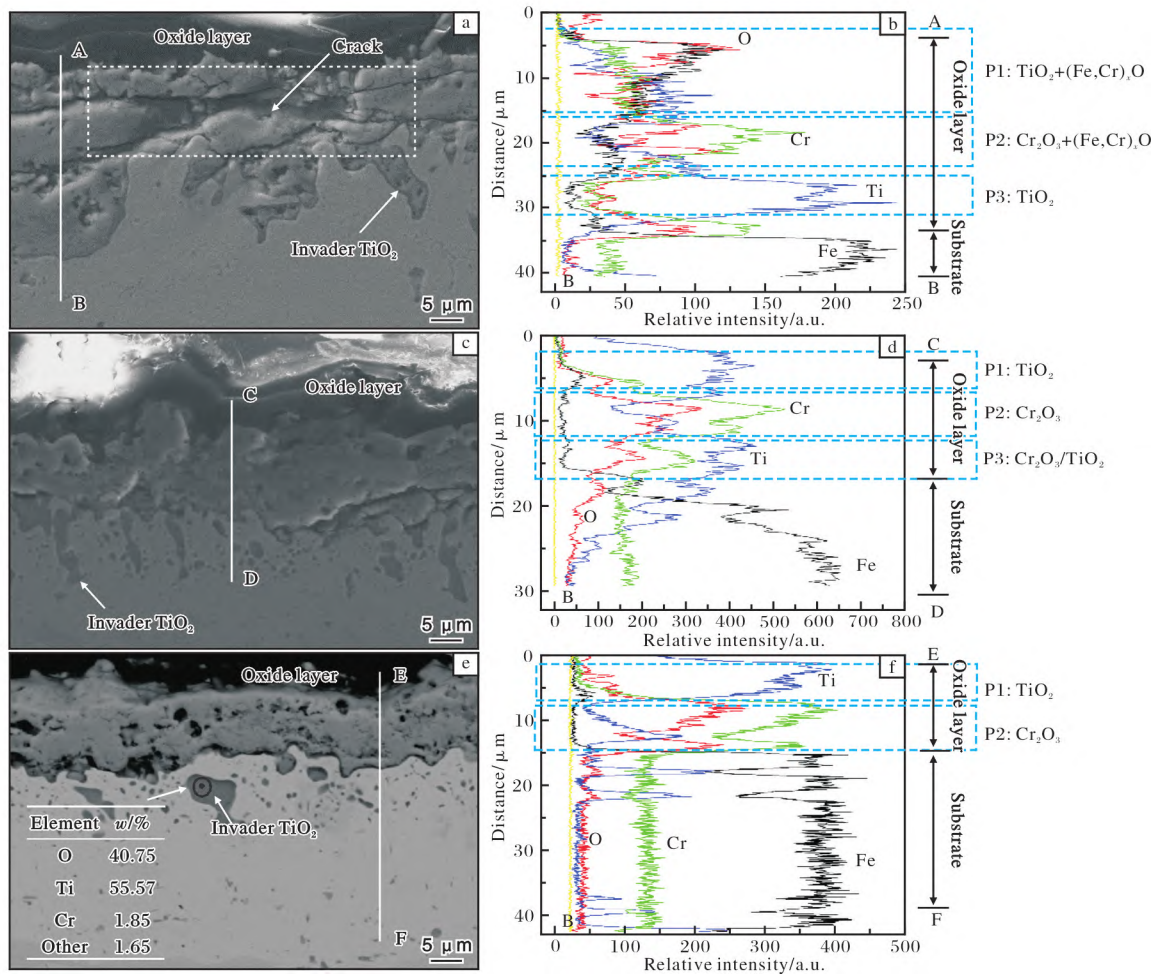 a
Oxide layer
A
Crack
Invader TiO₂
B
5 μm
b
A
O
Cr
Ti
Fe
B
0
10
20
30
40
Distance/μm
0 50 100 150 200 250
Relative intensity/a.u.
Oxide layer
Substrate
B
P1: TiO₂+(Fe,Cr)ₓO
P2: Cr₂O₃+(Fe,Cr)ₓO
P3: TiO₂
c
C
Oxide layer
D
Invader TiO₂
5 μm
d
C
Cr
Ti
O
Fe
B
0
10
20
30
Distance/μm
0 100 200 300 400 500 600 700 800
Relative intensity/a.u.
Oxide layer
Substrate
D
P1: TiO₂
P2: Cr₂O₃
P3: Cr₂O₃/TiO₂
e
Oxide layer
E
Invader TiO₂
Element w/%
O 40.75
Ti 55.57
Cr 1.85
Other 1.65
F
5 μm
f
E
Ti
O
Cr
Fe
B
0
10
20
30
40
Distance/μm
0 100 200 300 400 500
Relative intensity/a.u.
Oxide layer
Substrate
F
P1: TiO₂
P2: Cr₂O₃